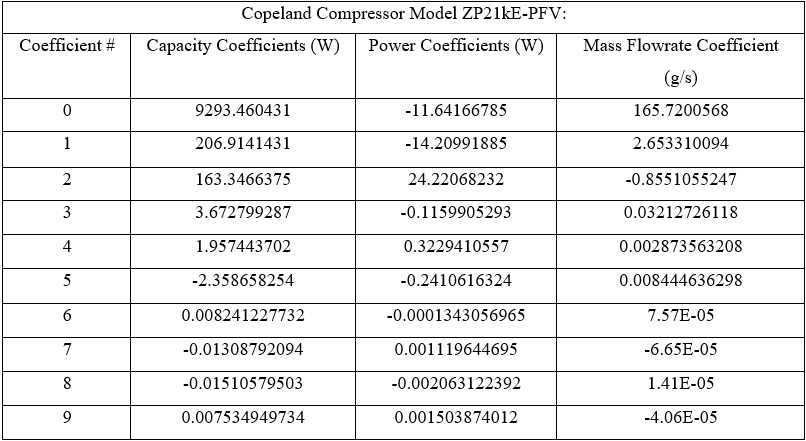 Copeland Compressor Model ZP21kE-PFV:
Coefficient # Capacity Coefficients (W) Power Coefficients (W) Mass Flowrate Coefficient
(g/s)
0 9293.460431 -11.64166785 165.7200568
1 206.9141431 -14.20991885 2.653310094
2 163.3466375 24.22068232 -0.8551055247
3 3.672799287 -0.1159905293 0.03212726118
4 1.957443702 0.3229410557 0.002873563208
5 -2.358658254 -0.2410616324 0.008444636298
6 0.008241227732 -0.0001343056965 7.57E-05
7 -0.01308792094 0.001119644695 -6.65E-05
8 -0.01510579503 -0.002063122392 1.41E-05
9 0.007534949734 0.001503874012 -4.06E-05